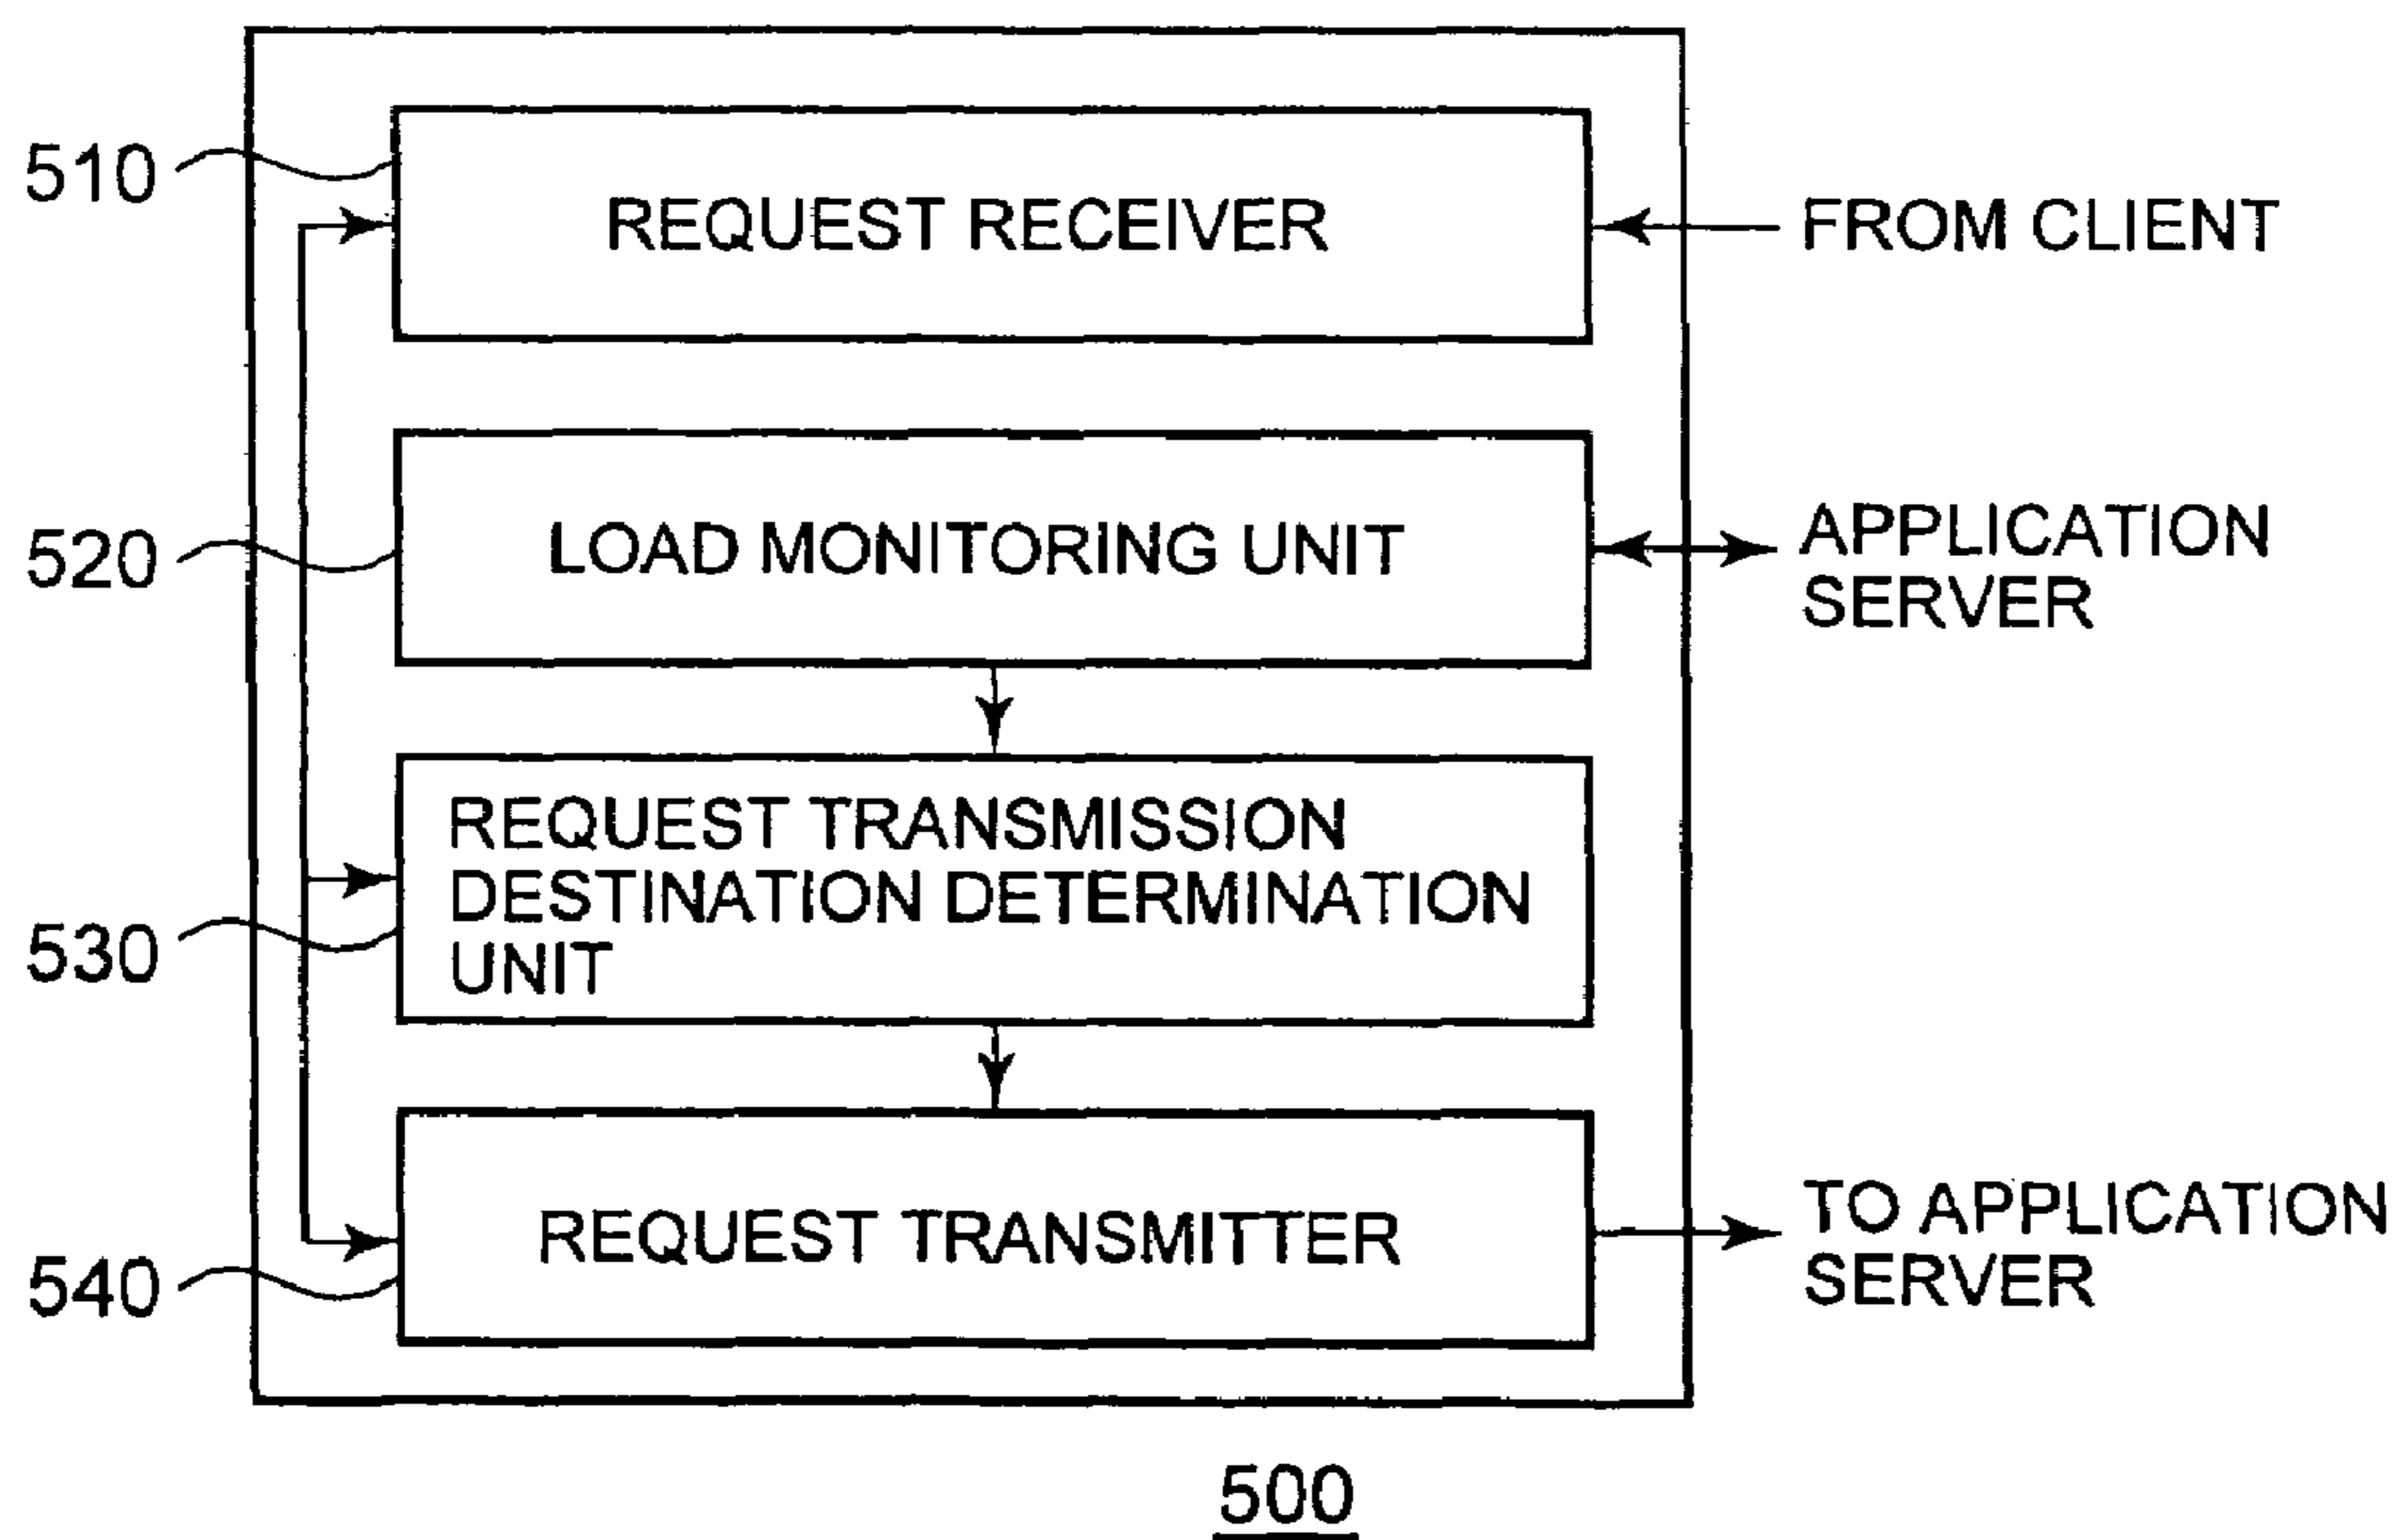 510
REQUEST RECEIVER
FROM CLIENT
520
LOAD MONITORING UNIT
APPLICATION
SERVER
530
REQUEST TRANSMISSION
DESTINATION DETERMINATION
UNIT
540
REQUEST TRANSMITTER
TO APPLICATION
SERVER
500